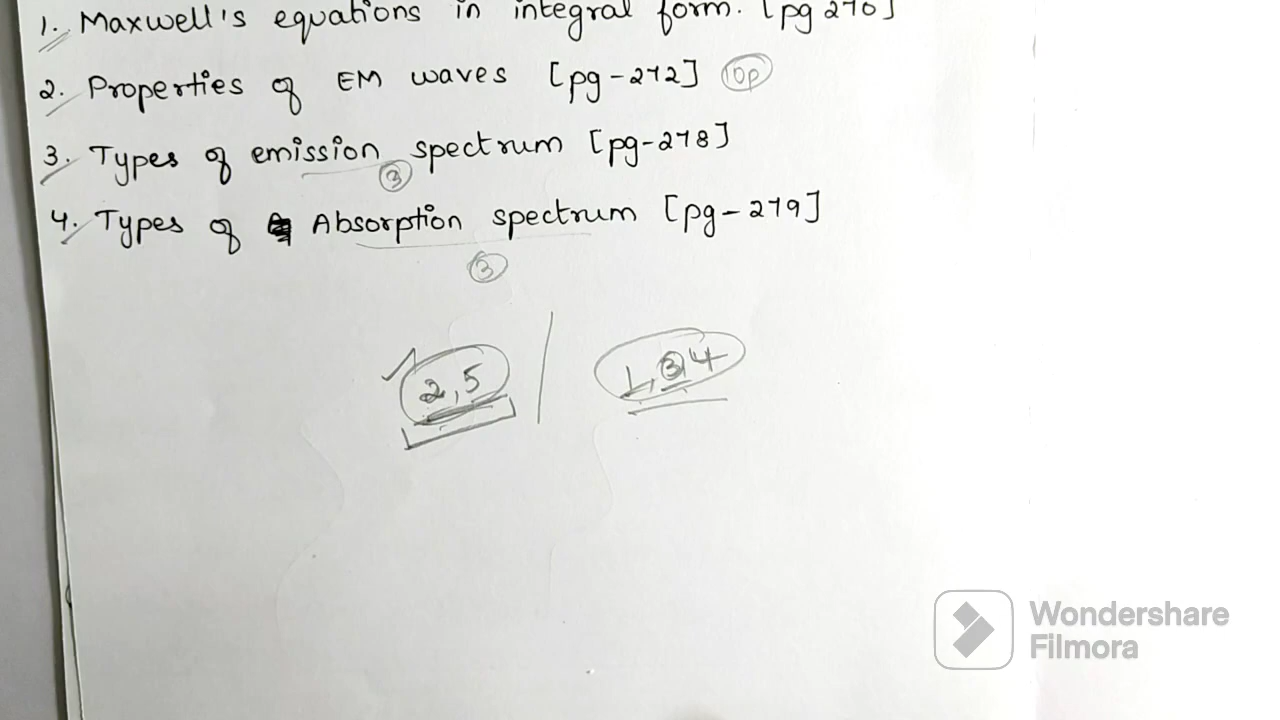 1. Maxwell's equations in integral form. [pg 270]
2. Properties of EM waves [pg-272] 10p
3. Types of emission spectrum [pg-278]
3
4. Types of Absorption spectrum [pg-279]
3
2,5 1,3,4
Wondershare
Filmora